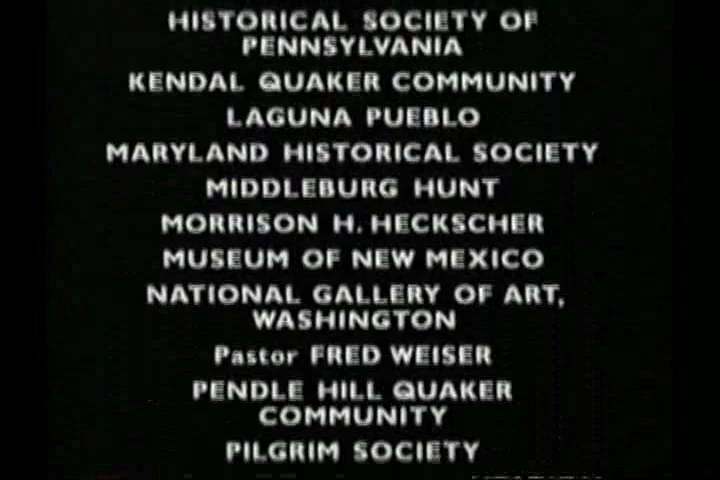 HISTORICAL SOCIETY OF
PENNSYLVANIA
KENDAL QUAKER COMMUNITY
LAGUNA PUEBLO
MARYLAND HISTORICAL SOCIETY
MIDDLEBURG HUNT
MORRISON H. HECKSCHER
MUSEUM OF NEW MEXICO
NATIONAL GALLERY OF ART,
WASHINGTON
Pastor FRED WEISER
PENDLE HILL QUAKER
COMMUNITY
PILGRIM SOCIETY